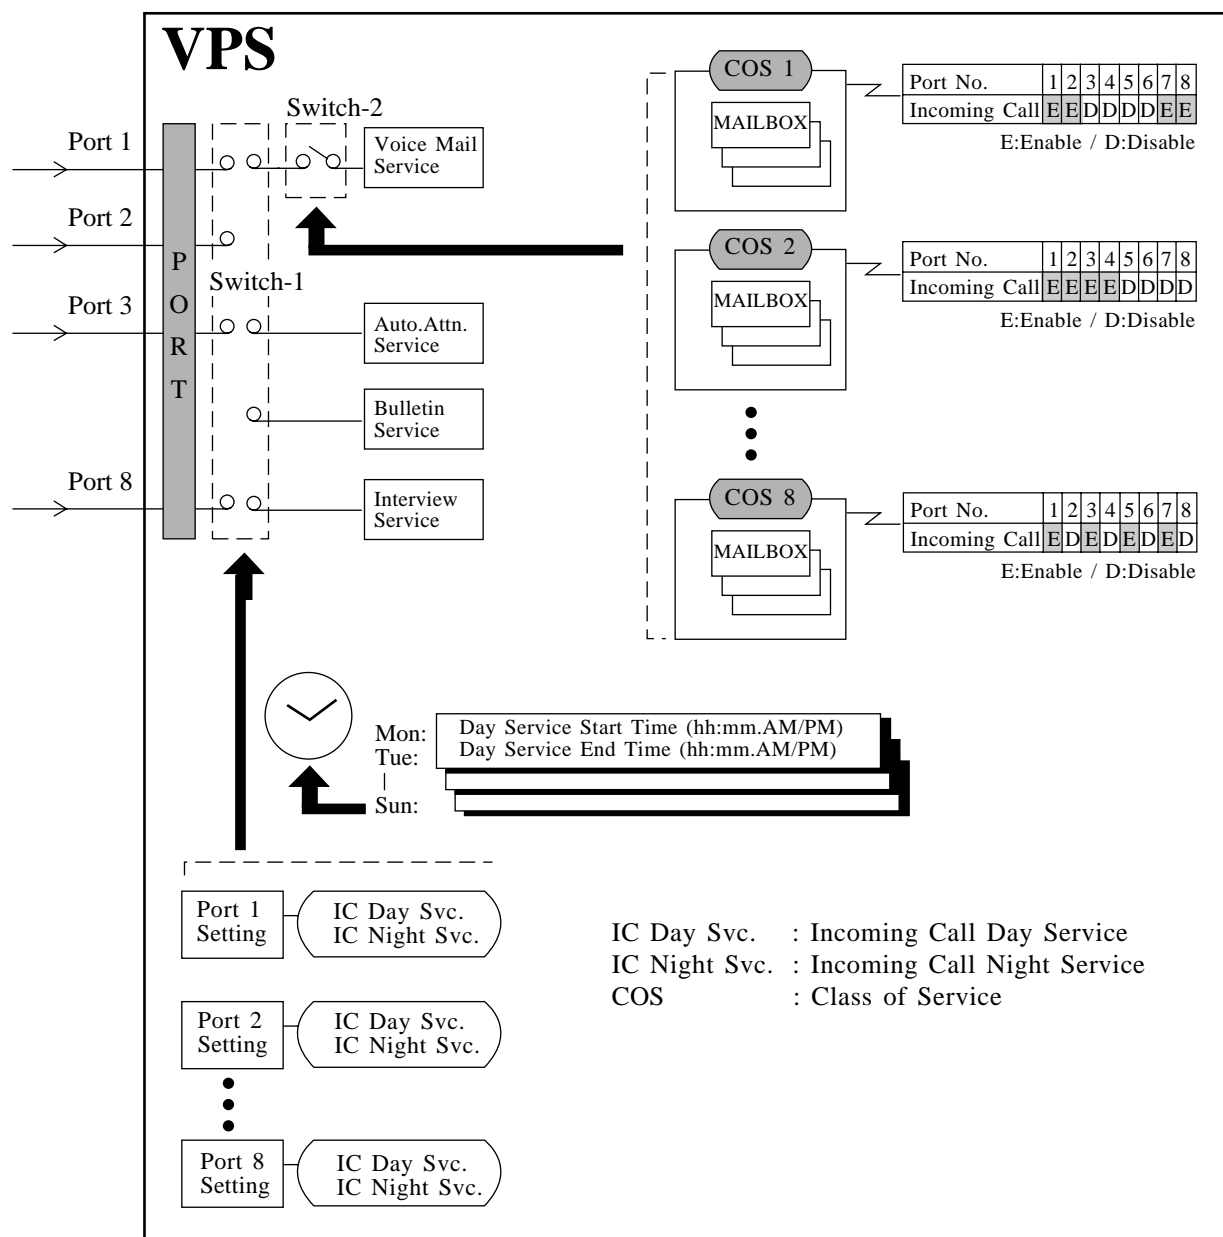 VPS
Switch-2
Port 1
Port 2
Port 3
Port 8
P
O
R
T
Switch-1
Voice Mail
Service
Auto.Attn.
Service
Bulletin
Service
Interview
Service
COS 1
MAILBOX
Port No. 1 2 3 4 5 6 7 8
Incoming Call E E D D D D E E
E:Enable / D:Disable
COS 2
MAILBOX
Port No. 1 2 3 4 5 6 7 8
Incoming Call E E E E D D D D
E:Enable / D:Disable
COS 8
MAILBOX
Port No. 1 2 3 4 5 6 7 8
Incoming Call E D E D E D E D
E:Enable / D:Disable
Mon:
Tue:
Sun:
Day Service Start Time (hh:mm.AM/PM)
Day Service End Time (hh:mm.AM/PM)
Port 1
Setting
IC Day Svc.
IC Night Svc.
Port 2
Setting
IC Day Svc.
IC Night Svc.
Port 8
Setting
IC Day Svc.
IC Night Svc.
IC Day Svc. : Incoming Call Day Service
IC Night Svc. : Incoming Call Night Service
COS : Class of Service